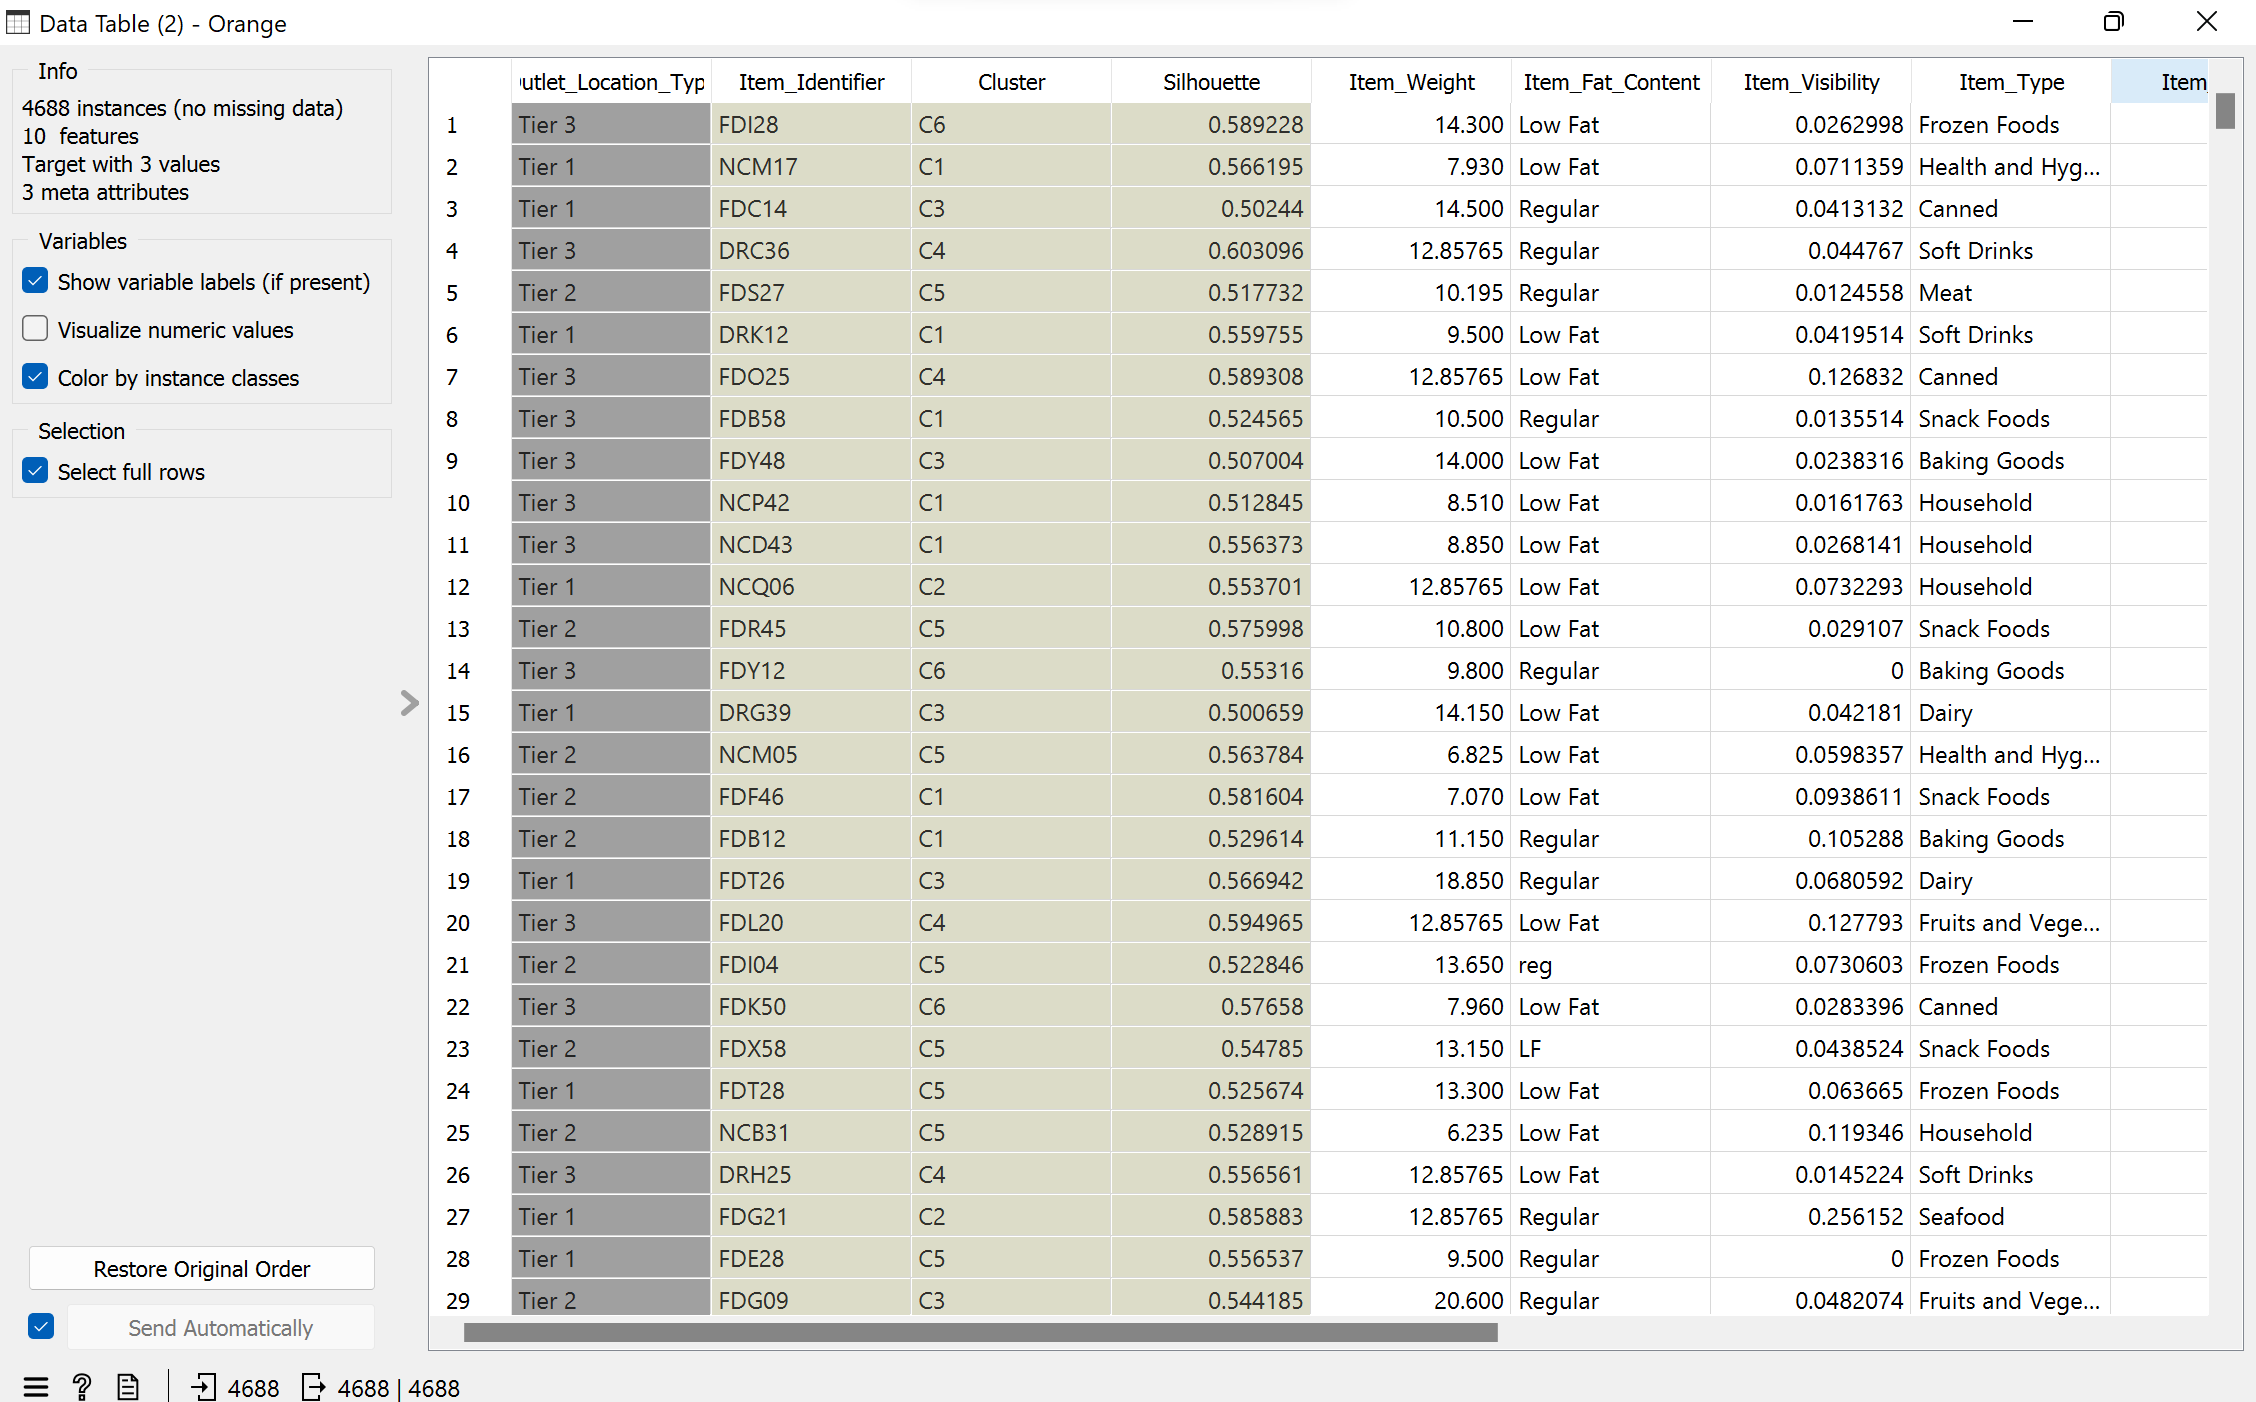 Data Table (2) - Orange
Info
4688 instances (no missing data)
10 features
Target with 3 values
3 meta attributes
Variables
Show variable labels (if present)
Visualize numeric values
Color by instance classes
Selection
Select full rows
utlet_Location_Typ Item_Identifier Cluster Silhouette Item_Weight Item_Fat_Content Item_Visibility Item_Type Item_
1 Tier 3 FDI28 C6 0.589228 14.300 Low Fat 0.0262998 Frozen Foods
2 Tier 1 NCM17 C1 0.566195 7.930 Low Fat 0.0711359 Health and Hyg...
3 Tier 1 FDC14 C3 0.50244 14.500 Regular 0.0413132 Canned
4 Tier 3 DRC36 C4 0.603096 12.85765 Regular 0.044767 Soft Drinks
5 Tier 2 FDS27 C5 0.517732 10.195 Regular 0.0124558 Meat
6 Tier 1 DRK12 C1 0.559755 9.500 Low Fat 0.0419514 Soft Drinks
7 Tier 3 FDO25 C4 0.589308 12.85765 Low Fat 0.126832 Canned
8 Tier 3 FDB58 C1 0.524565 10.500 Regular 0.0135514 Snack Foods
9 Tier 3 FDY48 C3 0.507004 14.000 Low Fat 0.0238316 Baking Goods
10 Tier 3 NCP42 C1 0.512845 8.510 Low Fat 0.0161763 Household
11 Tier 3 NCD43 C1 0.556373 8.850 Low Fat 0.0268141 Household
12 Tier 1 NCQ06 C2 0.553701 12.85765 Low Fat 0.0732293 Household
13 Tier 2 FDR45 C5 0.575998 10.800 Low Fat 0.029107 Snack Foods
14 Tier 3 FDY12 C6 0.55316 9.800 Regular 0 Baking Goods
15 Tier 1 DRG39 C3 0.500659 14.150 Low Fat 0.042181 Dairy
16 Tier 2 NCM05 C5 0.563784 6.825 Low Fat 0.0598357 Health and Hyg...
17 Tier 2 FDF46 C1 0.581604 7.070 Low Fat 0.0938611 Snack Foods
18 Tier 2 FDB12 C1 0.529614 11.150 Regular 0.105288 Baking Goods
19 Tier 1 FDT26 C3 0.566942 18.850 Regular 0.0680592 Dairy
20 Tier 3 FDL20 C4 0.594965 12.85765 Low Fat 0.127793 Fruits and Vege...
21 Tier 2 FDI04 C5 0.522846 13.650 reg 0.0730603 Frozen Foods
22 Tier 3 FDK50 C6 0.57658 7.960 Low Fat 0.0283396 Canned
23 Tier 2 FDX58 C5 0.54785 13.150 LF 0.0438524 Snack Foods
24 Tier 1 FDT28 C5 0.525674 13.300 Low Fat 0.063665 Frozen Foods
25 Tier 2 NCB31 C5 0.528915 6.235 Low Fat 0.119346 Household
26 Tier 3 DRH25 C4 0.556561 12.85765 Low Fat 0.0145224 Soft Drinks
27 Tier 1 FDG21 C2 0.585883 12.85765 Regular 0.256152 Seafood
28 Tier 1 FDE28 C5 0.556537 9.500 Regular 0 Frozen Foods
29 Tier 2 FDG09 C3 0.544185 20.600 Regular 0.0482074 Fruits and Vege...
Restore Original Order
Send Automatically
4688 4688 | 4688